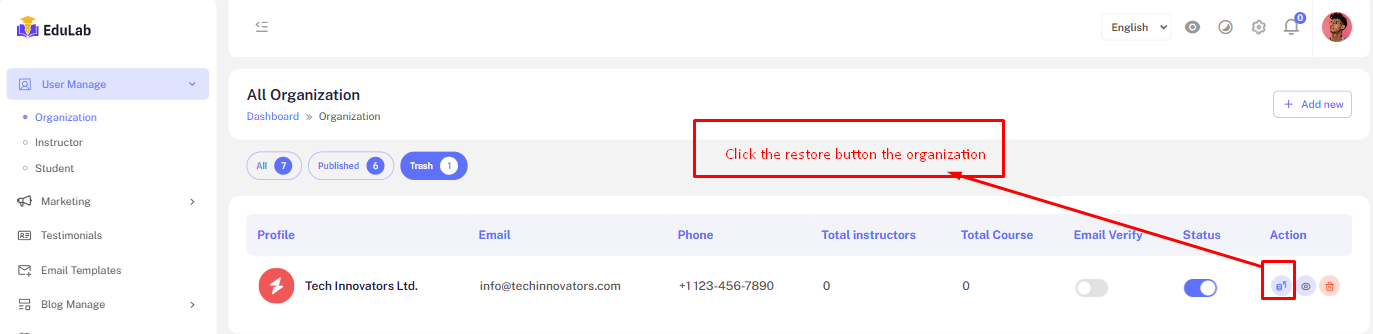 EduLab
English
0
User Manage
Organization
Instructor
Student
Marketing
Testimonials
Email Templates
Blog Manage
All Organization
Dashboard » Organization
Add new
All 7
Published 6
Trash 1
Click the restore button the organization
Profile Email Phone Total instructors Total Course Email Verify Status Action
Tech Innovators Ltd. info@techinnovators.com +1 123-456-7890 0 0